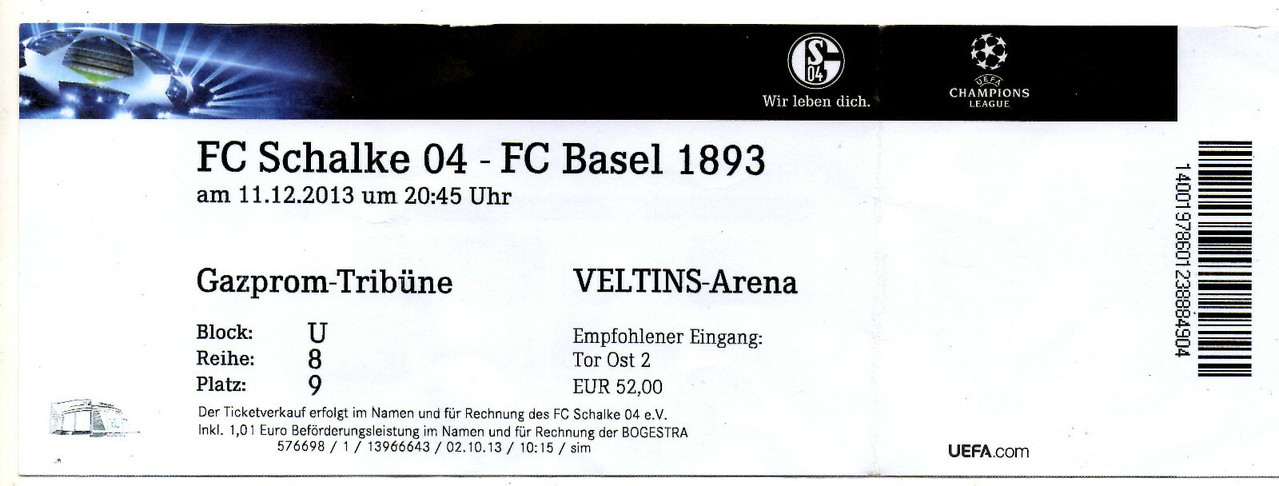 S
04
Wir leben dich.
UEFA
CHAMPIONS
LEAGUE
FC Schalke 04 - FC Basel 1893
am 11.12.2013 um 20:45 Uhr
Gazprom-Tribüne
VELTINS-Arena
Block: U
Reihe: 8
Platz: 9
Empfohlener Eingang:
Tor Ost 2
EUR 52,00
Der Ticketverkauf erfolgt im Namen und für Rechnung des FC Schalke 04 e.V.
Inkl. 1,01 Euro Beförderungsleistung im Namen und für Rechnung der BOGESTRA
576698 / 1 / 13966643 / 02.10.13 / 10:15 / sim
UEFA.com
1400197860123884904